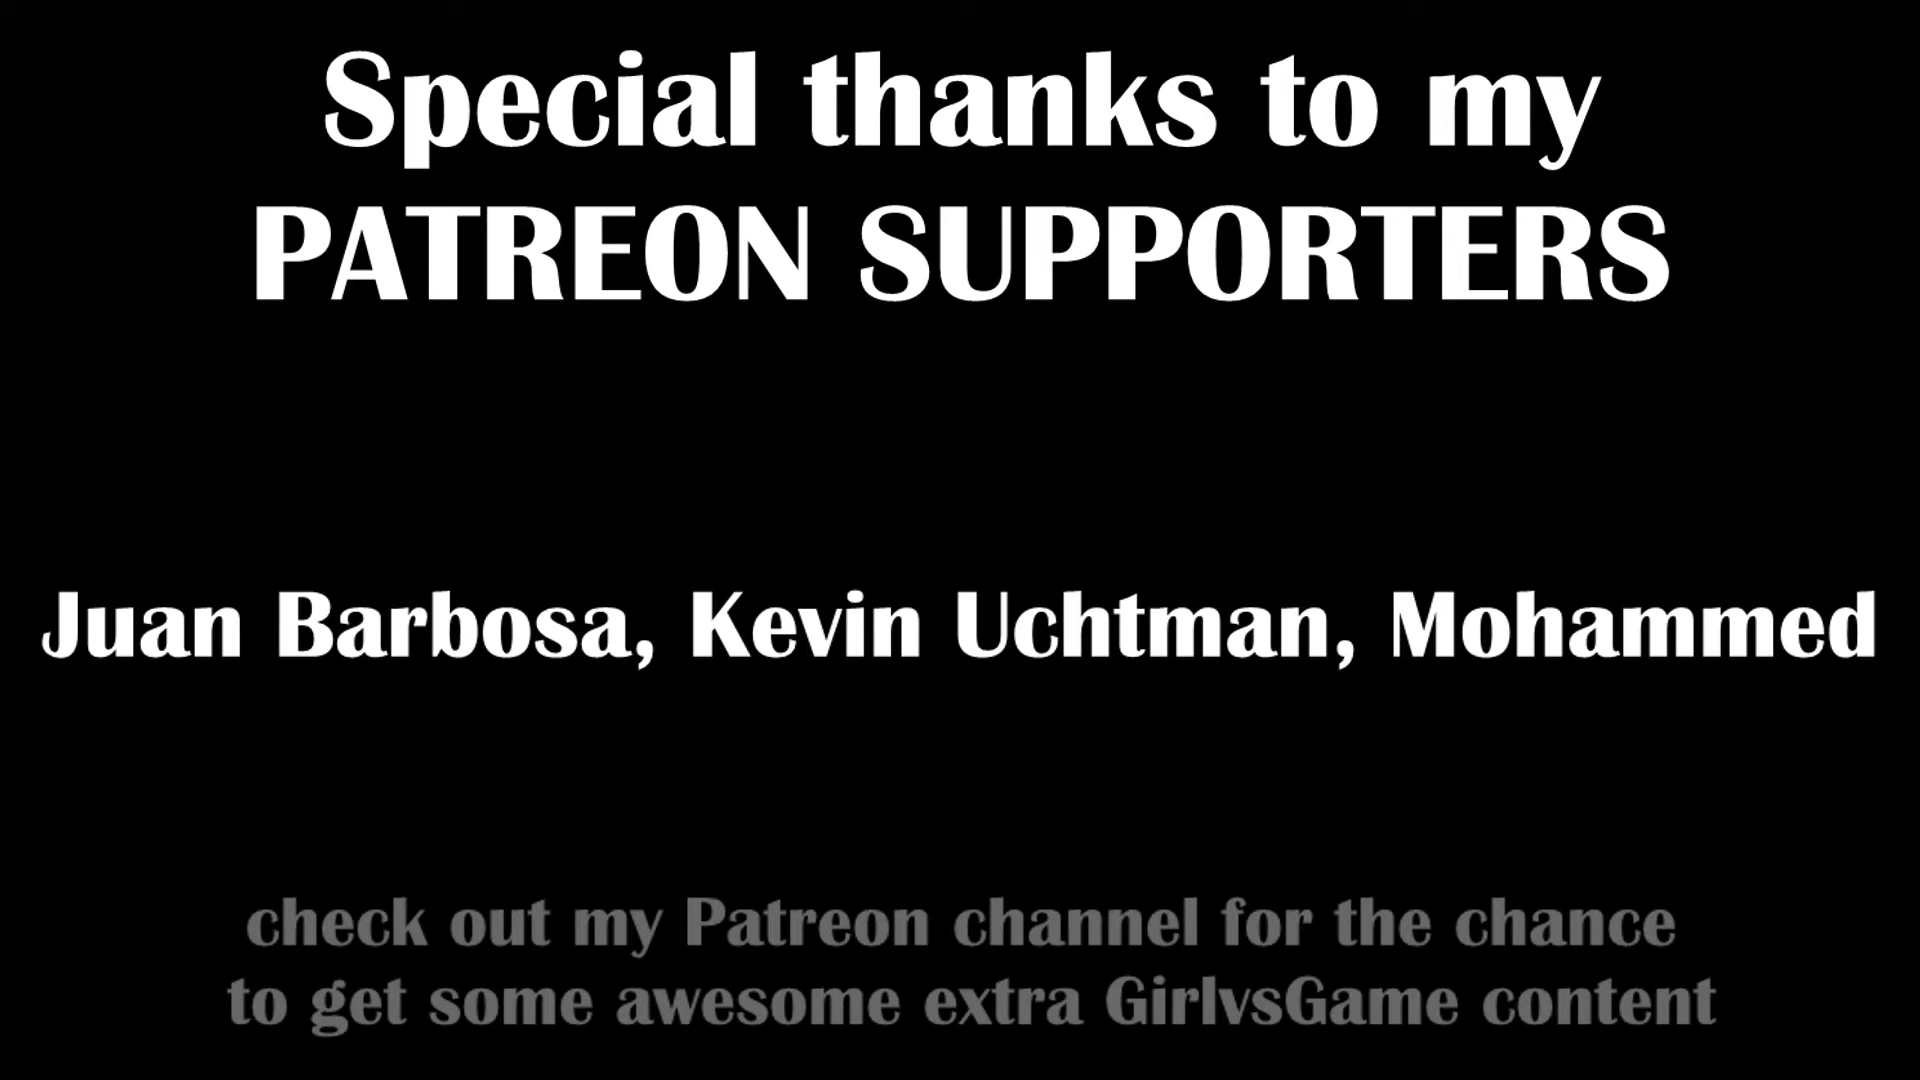 Special thanks to my
PATREON SUPPORTERS
Juan Barbosa, Kevin Uchtman, Mohammed
check out my Patreon channel for the chance
to get some awesome extra GirlvsGame content